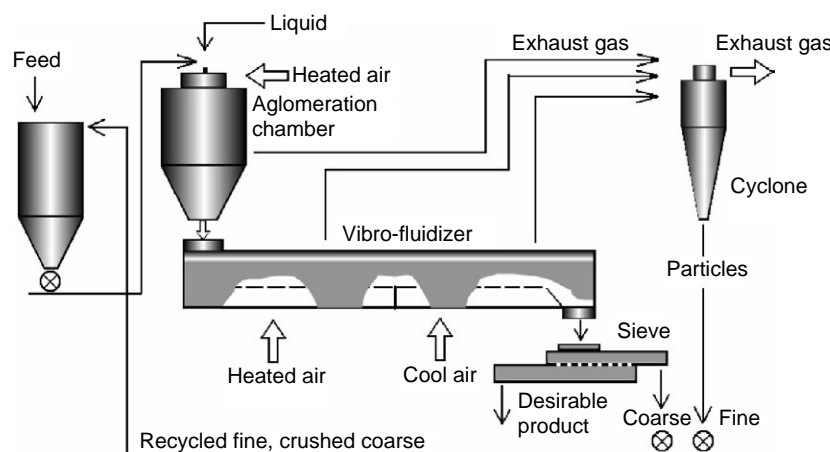 Liquid
Feed
Exhaust gas
Exhaust gas
Heated air
Aglomeration
chamber
Cyclone
Vibro-fluidizer
Particles
Sieve
Heated air
Cool air
Desirable
product
Coarse
Fine
Recycled fine, crushed coarse